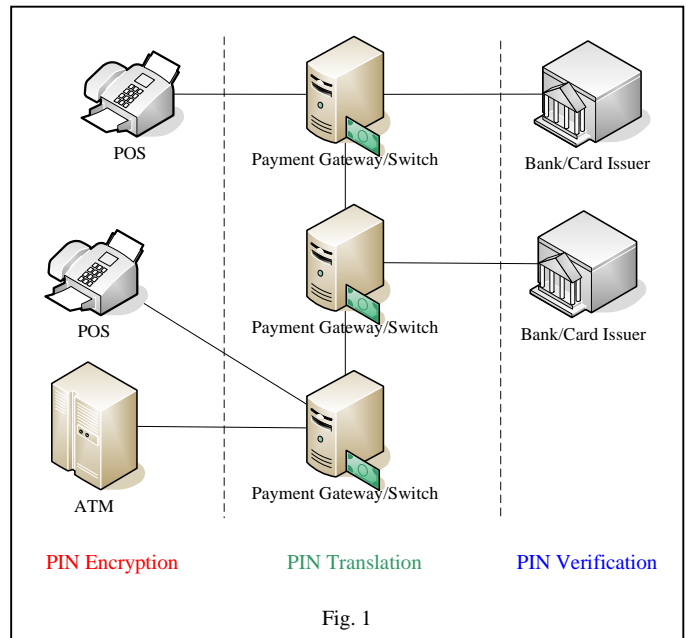 POS
Payment Gateway/Switch
Bank/Card Issuer
POS
Payment Gateway/Switch
Bank/Card Issuer
ATM
Payment Gateway/Switch
PIN Encryption
PIN Translation
PIN Verification
Fig. 1